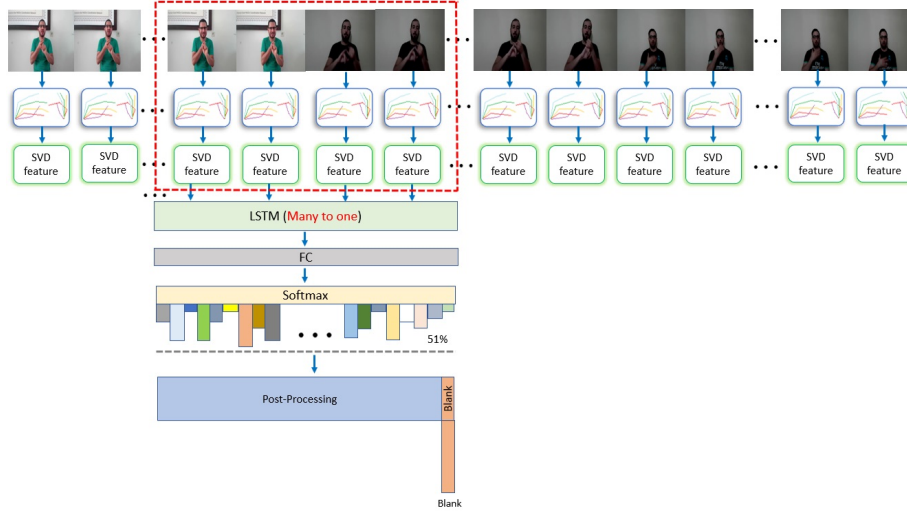 SVD feature SVD feature SVD feature SVD feature SVD feature SVD feature SVD feature SVD feature SVD feature SVD feature SVD feature SVD feature
LSTM (Many to one)
FC
Softmax
51%
Post-Processing
Blank
Blank